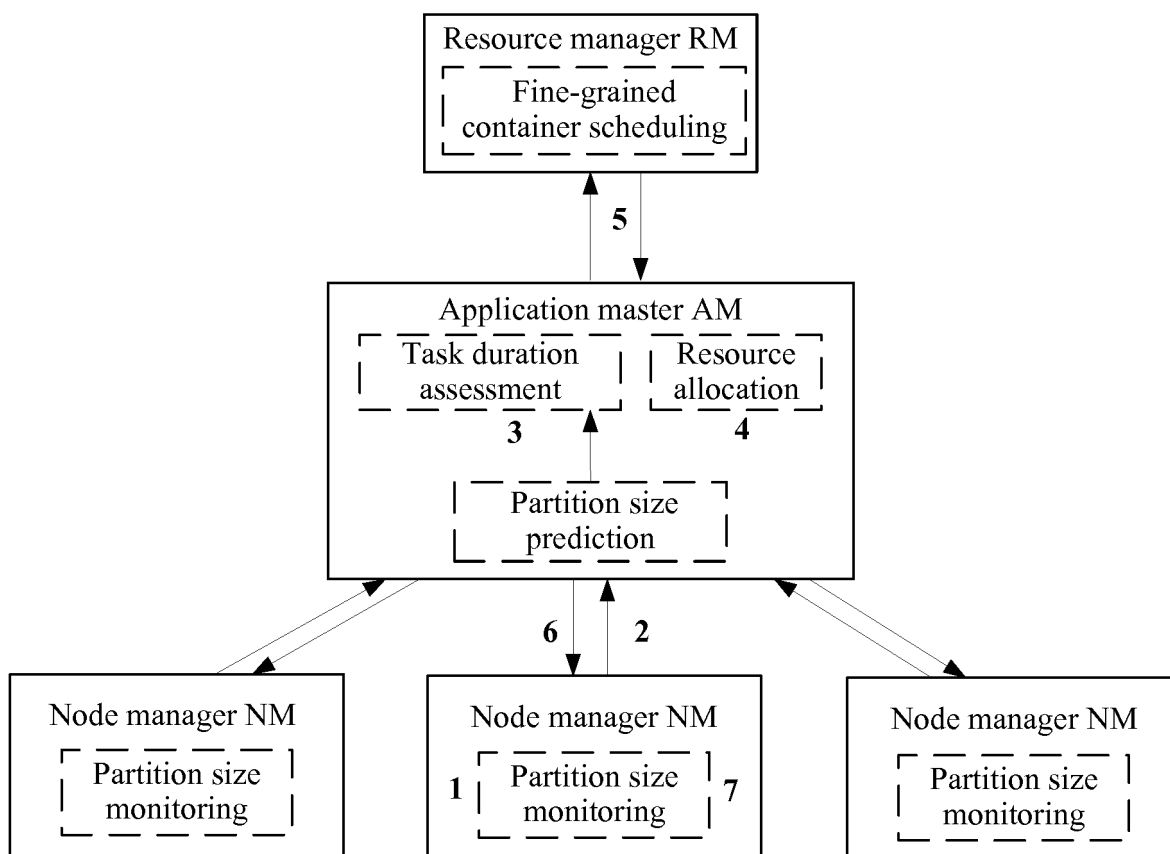 Resource manager RM
Fine-grained
container scheduling
5
Application master AM
Task duration
assessment
Resource
allocation
3
4
Partition size
prediction
6
2
Node manager NM
Partition size
monitoring
Node manager NM
1
Partition size
monitoring
7
Node manager NM
Partition size
monitoring